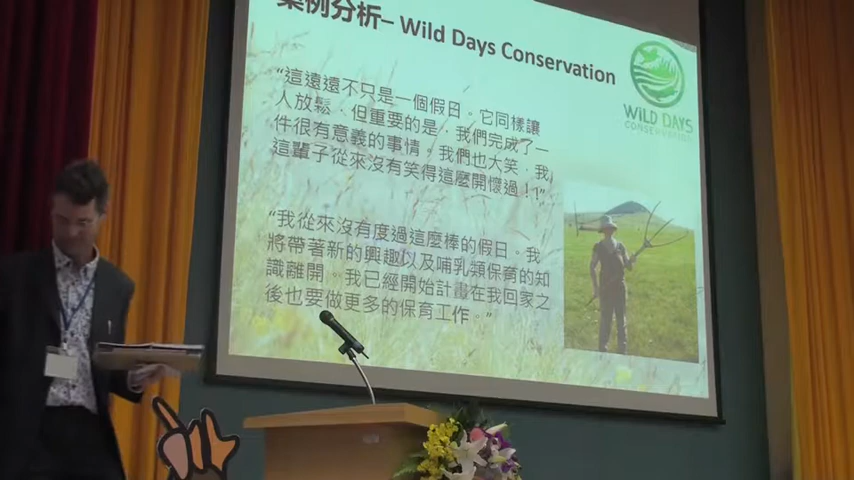 案例分析– Wild Days Conservation
WiLD DAYS
CONSERVATION
“這遠遠不只是一個假日。它同樣讓
人放鬆，但重要的是，我們完成了一
件很有意義的事情。我們也大笑，我
這輩子從來沒有笑得這麼開懷過！！”
“我從來沒有度過這麼棒的假日。我
將帶著新的興趣以及哺乳類保育的知
識離開。我已經開始計畫在我回家之
後也要做更多的保育工作。”